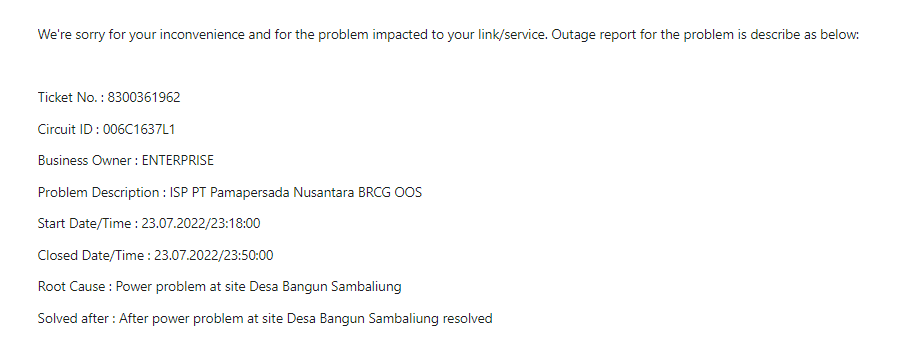 We're sorry for your inconvenience and for the problem impacted to your link/service. Outage report for the problem is describe as below:
Ticket No. : 8300361962
Circuit ID : 006C1637L1
Business Owner : ENTERPRISE
Problem Description : ISP PT Pamapersada Nusantara BRCG OOS
Start Date/Time : 23.07.2022/23:18:00
Closed Date/Time : 23.07.2022/23:50:00
Root Cause : Power problem at site Desa Bangun Sambaliung
Solved after : After power problem at site Desa Bangun Sambaliung resolved